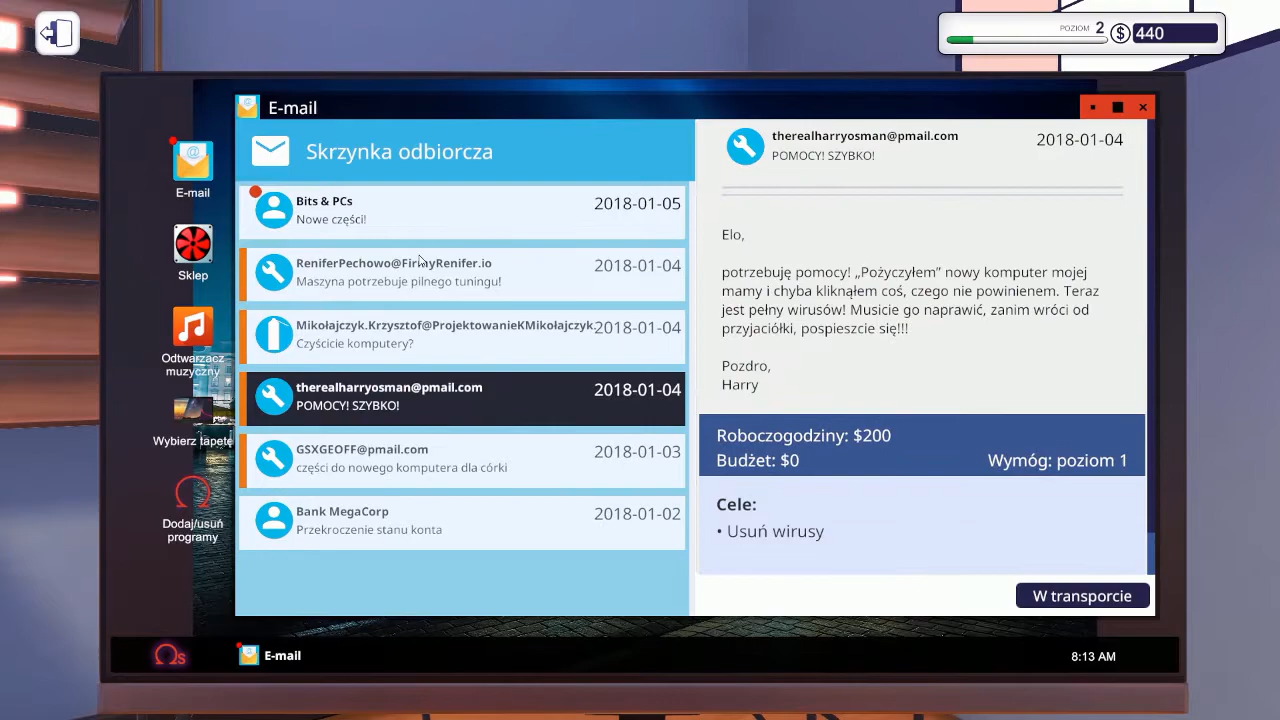 POZIOM 2 $ 440
E-mail
Skrzynka odbiorcza
Bits & PCs
Nowe części!
2018-01-05
ReniferPechowo@FirmyRenifer.io
Maszyna potrzebuje pilnego tuningu!
2018-01-04
Mikołajczyk.Krzysztof@ProjektowanieKMikołajczyk.
Czyścicie komputery?
2018-01-04
therealharryosman@pmail.com
POMOCY! SZYBKO!
2018-01-04
GSXGEOFF@pmail.com
części do nowego komputera dla córki
2018-01-03
Bank MegaCorp
Przekroczenie stanu konta
2018-01-02
therealharryosman@pmail.com
POMOCY! SZYBKO!
2018-01-04
Elo,
potrzebuję pomocy! „Pożyczyłem” nowy komputer mojej
mamy i chyba kliknąłem coś, czego nie powinienem. Teraz
jest pełny wirusów! Musicie go naprawić, zanim wróci od
przyjaciółki, pospieszcie się!!!
Pozdro,
Harry
Roboczogodziny: $200
Budżet: $0
Wymóg: poziom 1
Cele:
• Usuń wirusy
W transporcie
E-mail
Sklep
Odtwarzacz
muzyczny
Wybierz tapetę
Dodaj/usuń
programy
Ωs
E-mail
8:13 AM